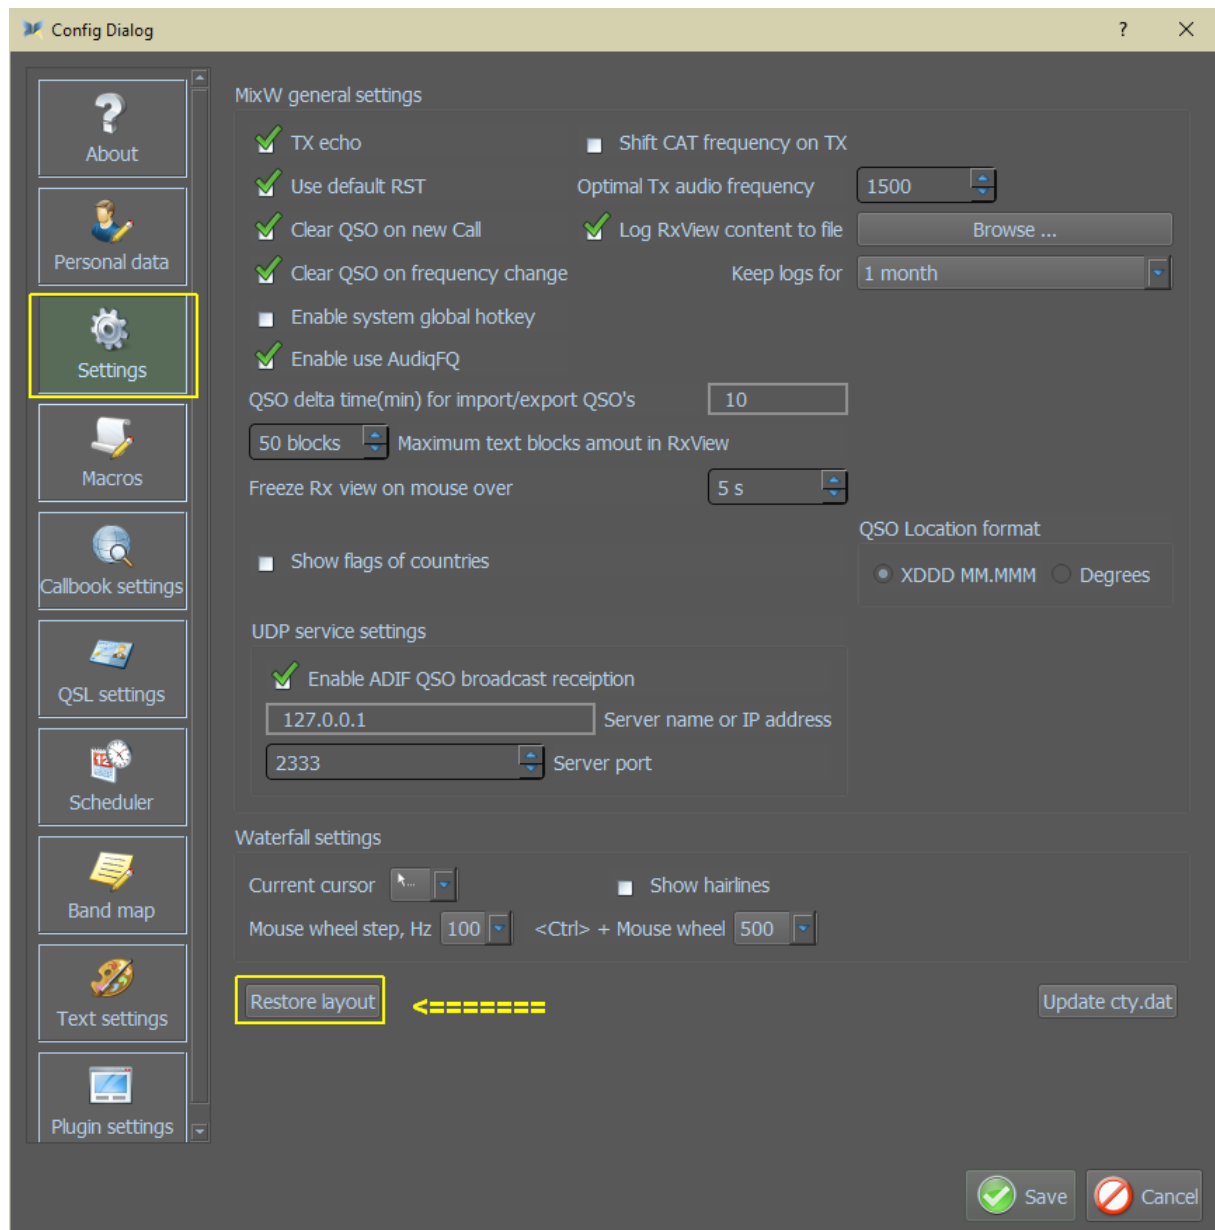 Config Dialog
?
About
Personal data
Settings
Macros
Callbook settings
QSL settings
Scheduler
Band map
Text settings
Plugin settings
MixW general settings
TX echo
Shift CAT frequency on TX
Use default RST
Optimal Tx audio frequency 1500
Clear QSO on new Call
Log RxView content to file Browse ...
Clear QSO on frequency change
Keep logs for 1 month
Enable system global hotkey
Enable use AudiqFQ
QSO delta time(min) for import/export QSO's 10
50 blocks Maximum text blocks amout in RxView
Freeze Rx view on mouse over 5 s
QSO Location format
Show flags of countries
XDDD MM.MMM Degrees
UDP service settings
Enable ADIF QSO broadcast receiption
127.0.0.1 Server name or IP address
2333 Server port
Waterfall settings
Current cursor ...
Show hairlines
Mouse wheel step, Hz 100 <Ctrl> + Mouse wheel 500
Restore layout <=======
Update cty.dat
Save
Cancel